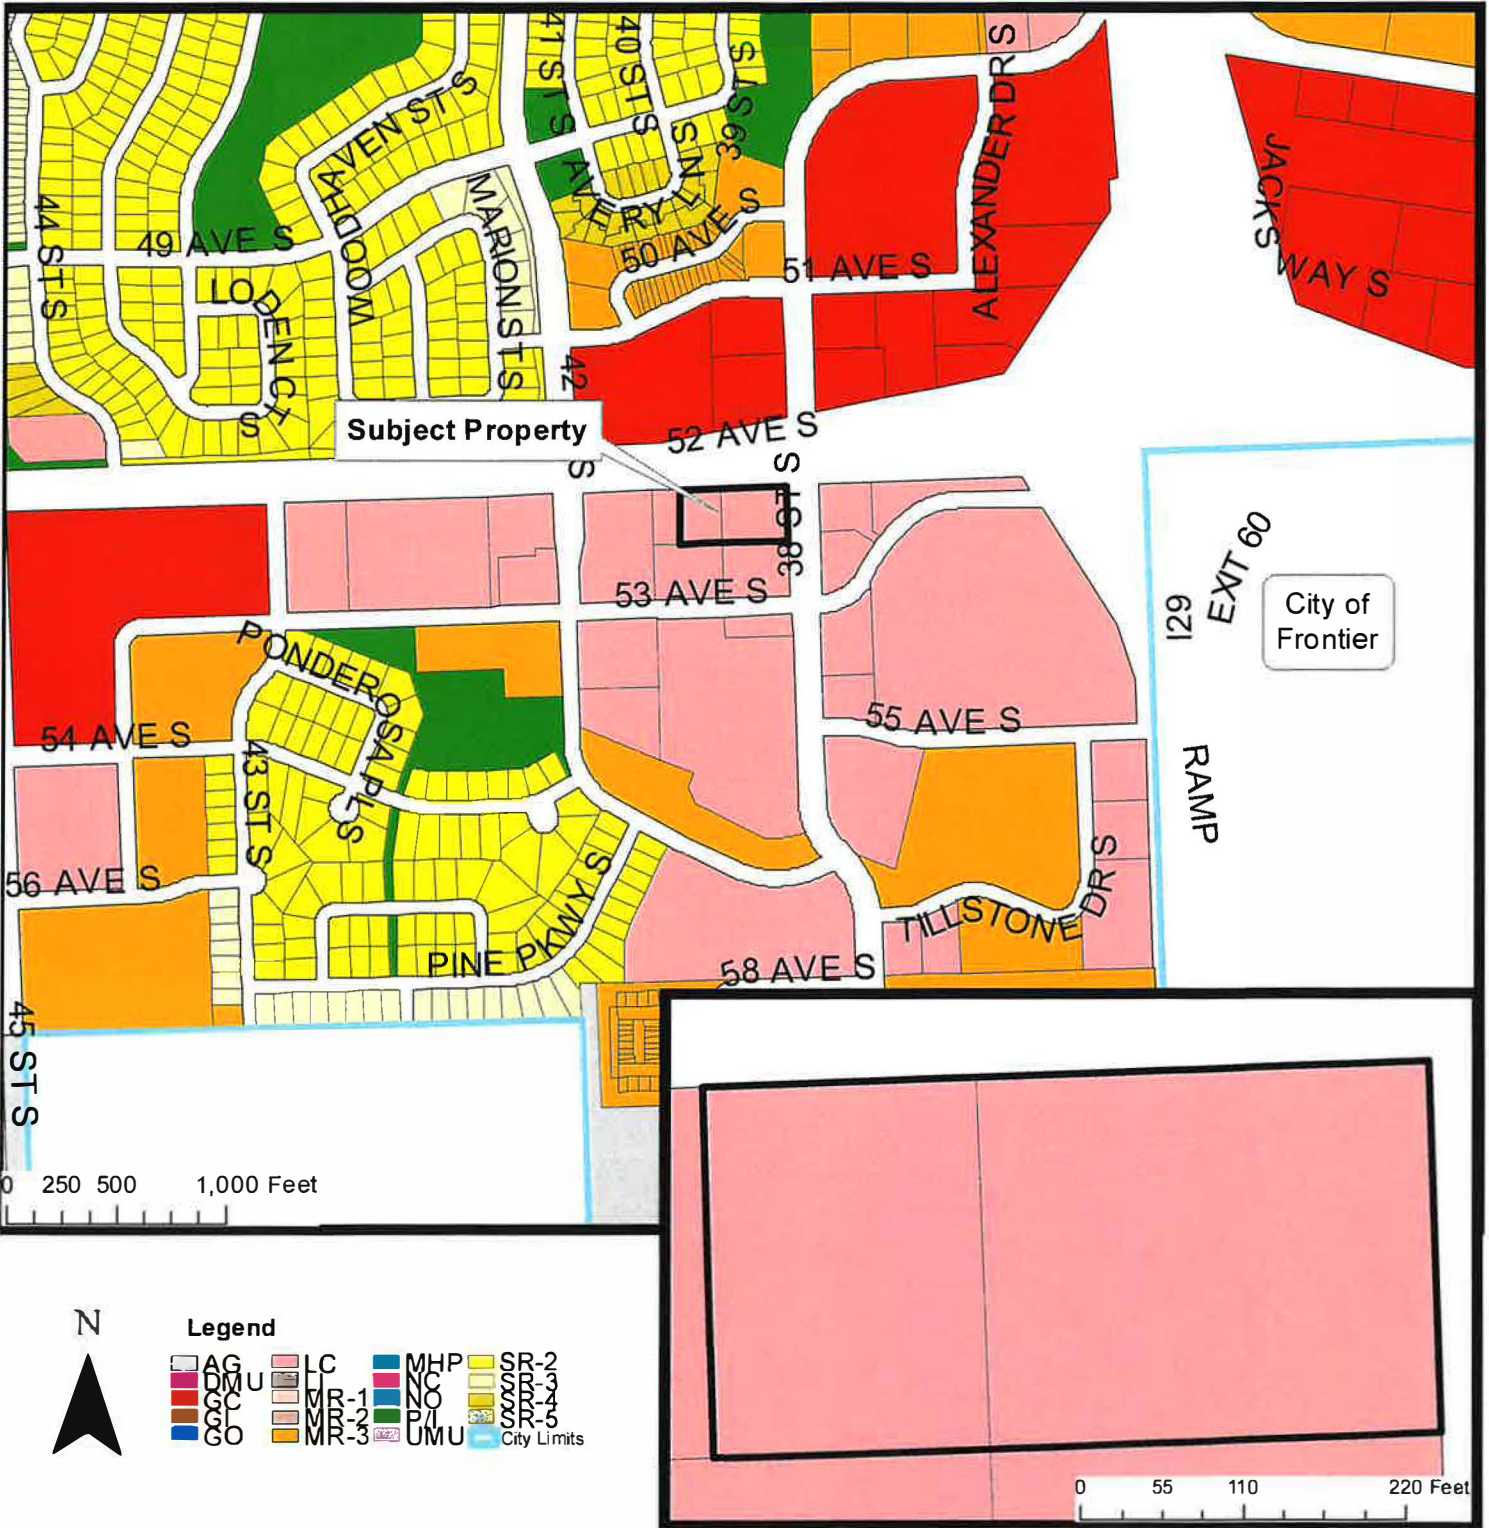 41 ST S
40 ST S
39 ST S
ALEXANDER DR S
VEN ST S
WOODHA
AVERY LN S
44 ST S
49 AVE S
MARION ST S
50 AVE S
51 AVE S
JACKS WAY S
LODEN CT S
42
S
Subject Property
52 AVE S
38 ST S
53 AVE S
EXIT 60
I29
City of
Frontier
PONDEROSA PL S
54 AVE S
43 ST S
55 AVE S
RAMP
56 AVE S
PINE PKWY S
TILLSTONE DR S
58 AVE S
45 ST S
0 250 500 1,000 Feet
N
Legend
AG LC MHP SR-2
DMU LI NC SR-3
GC MR-1 NO SR-4
GI MR-2 P/I SR-5
GO MR-3 UMU City Limits
0 55 110 220 Feet